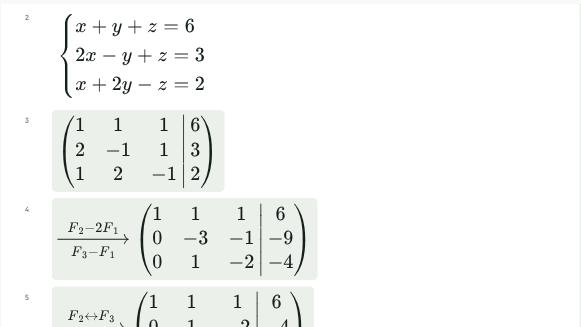 2
x + y + z = 6
2x − y + z = 3
x + 2y − z = 2
3
1 1 1 | 6
2 −1 1 | 3
1 2 −1 | 2
4
F₂−2F₁
F₃−F₁
1 1 1 | 6
0 −3 −1 | −9
0 1 −2 | −4
5
F₂↔F₃
1 1 1 | 6